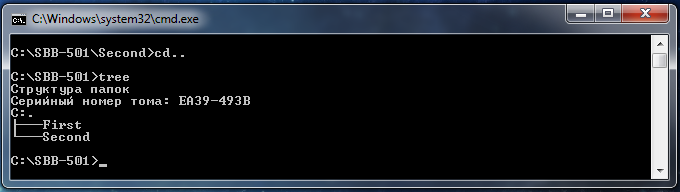 C:\Windows\system32\cmd.exe
C:\SBB-501\Second>cd..
C:\SBB-501>tree
Структура папок
Серийный номер тома: EA39-493B
C:.
├───First
└───Second
C:\SBB-501>_